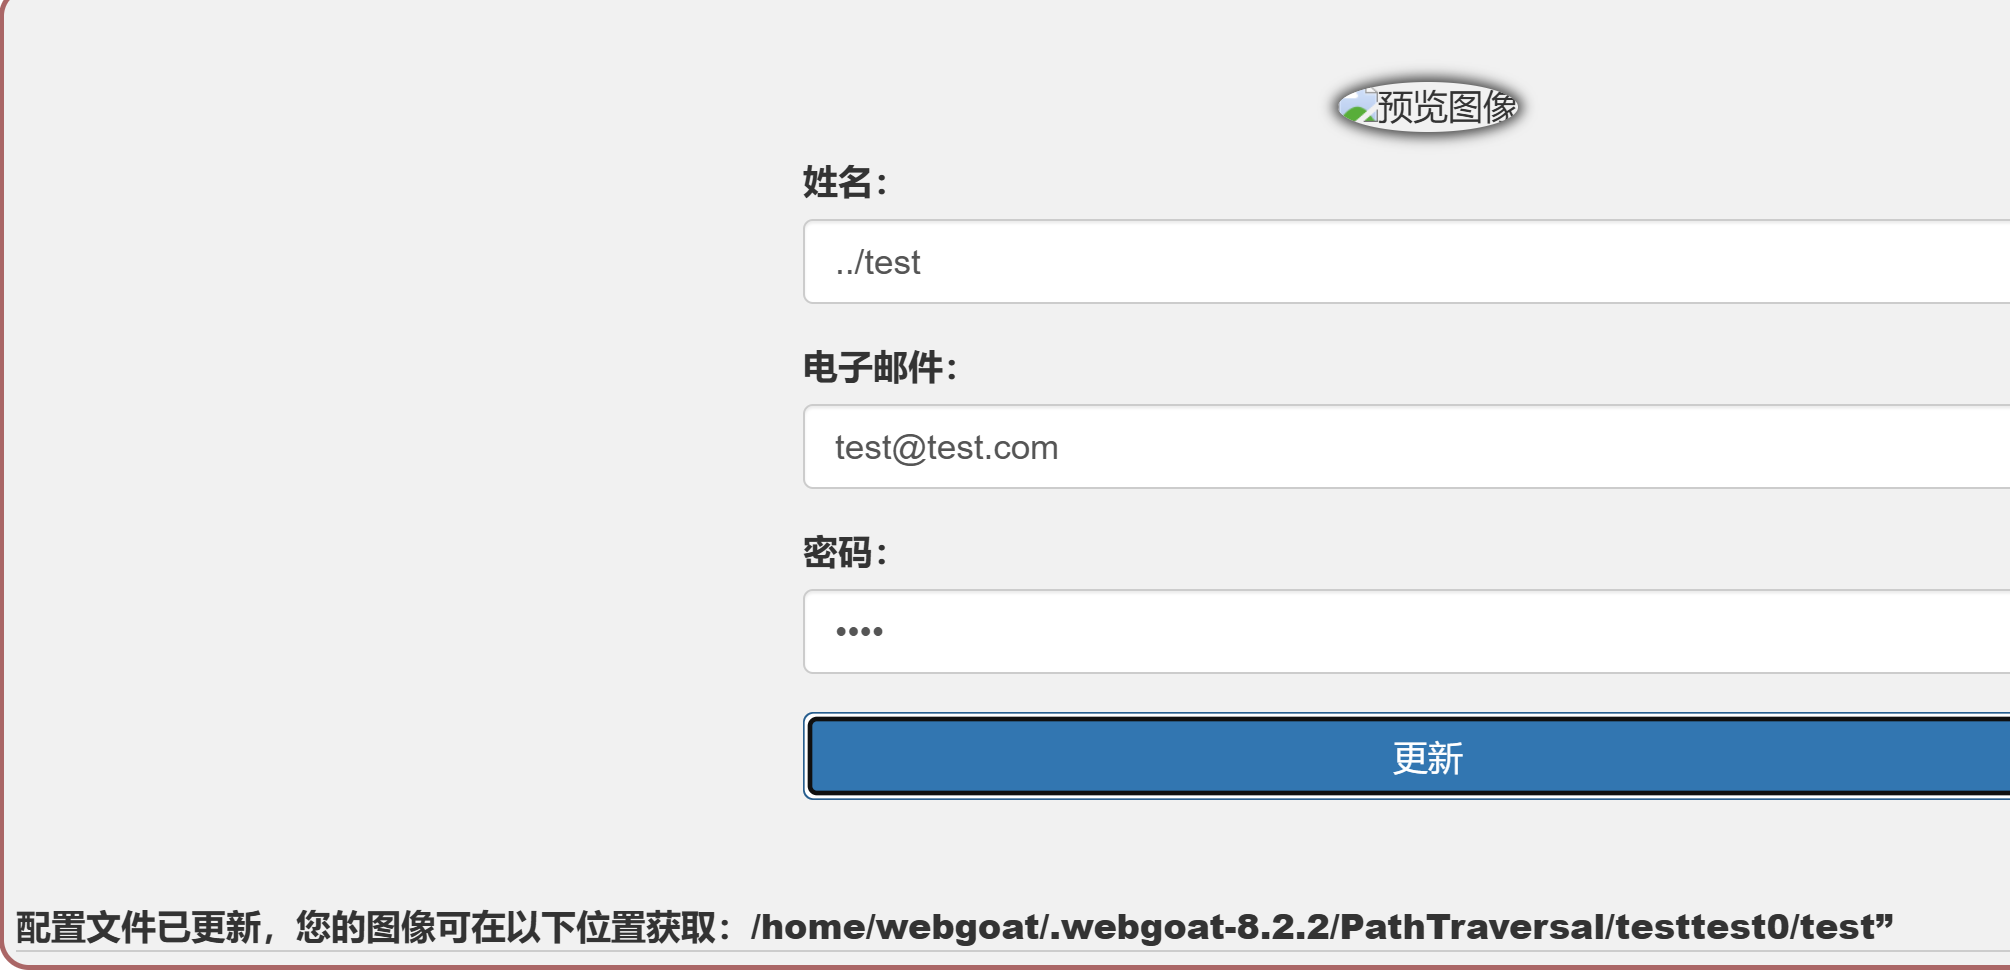 预览图像
姓名：
../test
电子邮件：
test@test.com
密码：
••••
更新
配置文件已更新，您的图像可在以下位置获取：/home/webgoat/.webgoat-8.2.2/PathTraversal/testtest0/test”